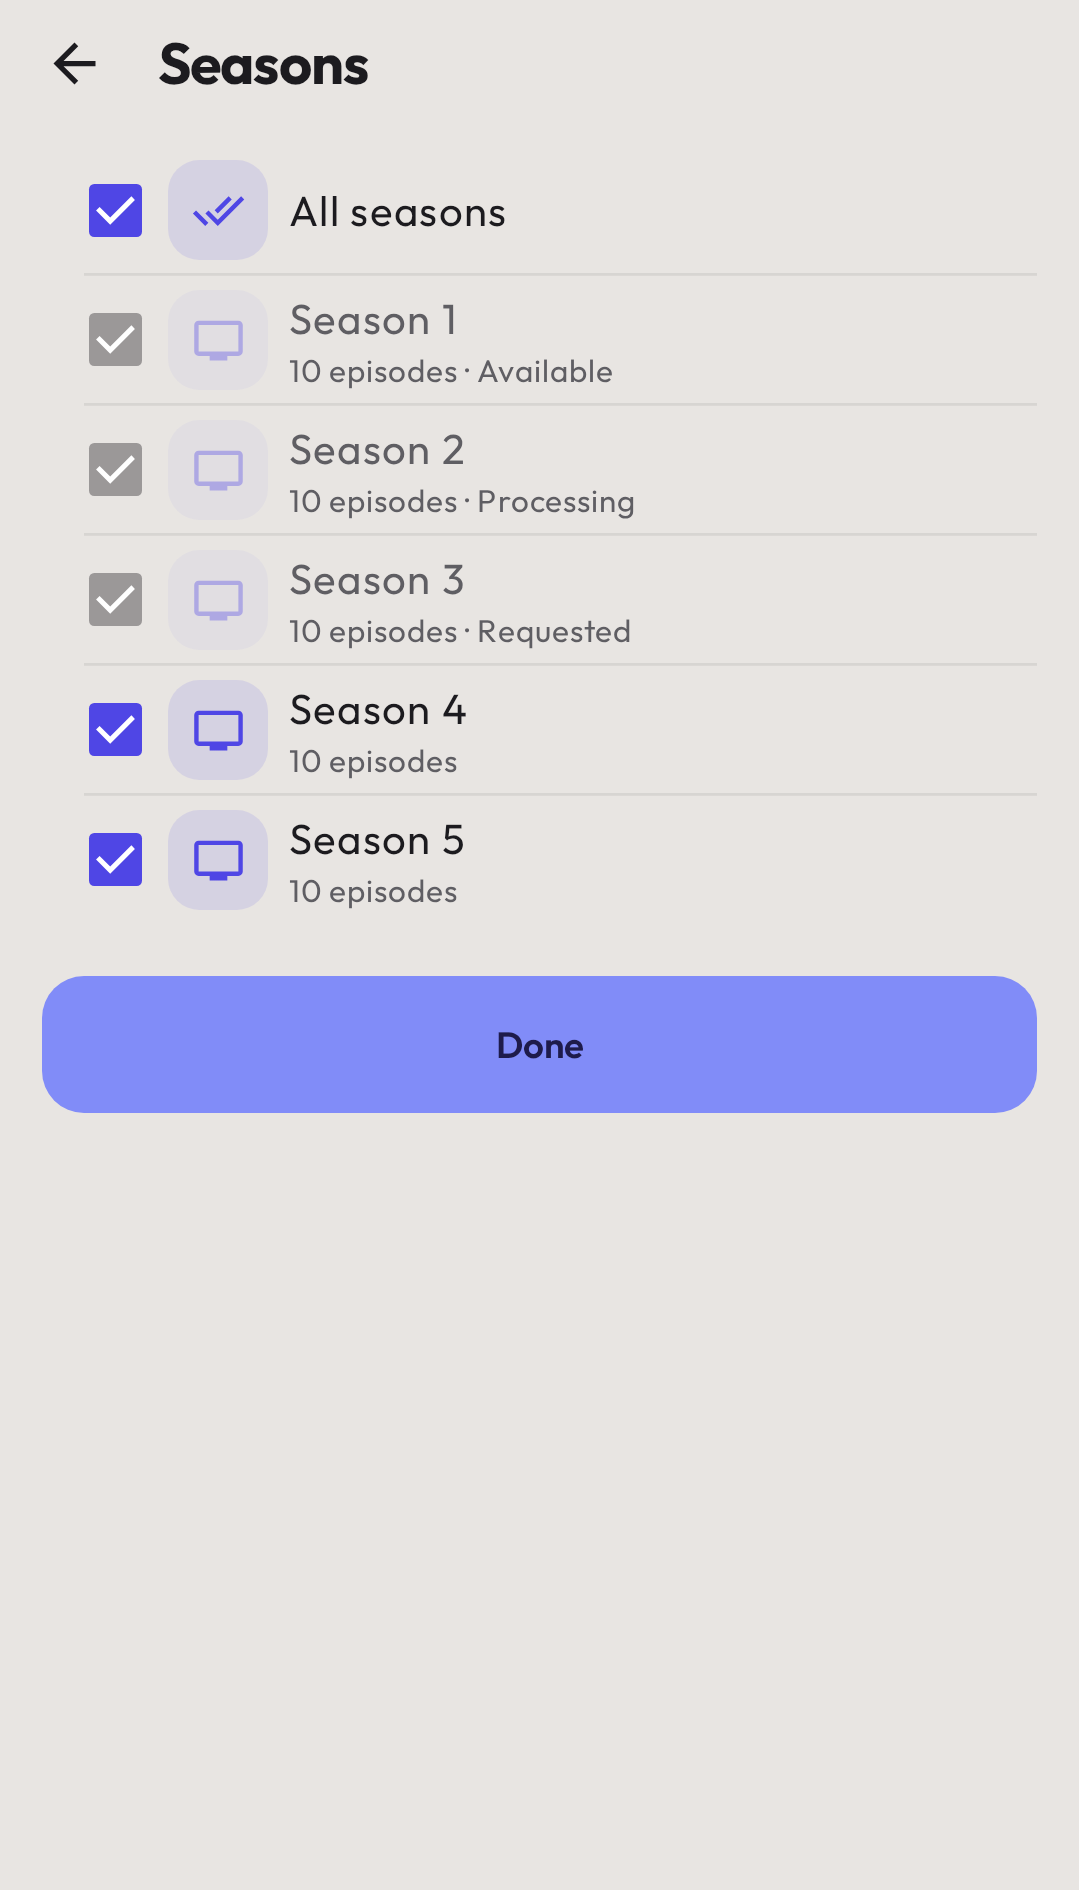 Seasons
All seasons
Season 1
10 episodes · Available
Season 2
10 episodes · Processing
Season 3
10 episodes · Requested
Season 4
10 episodes
Season 5
10 episodes
Done